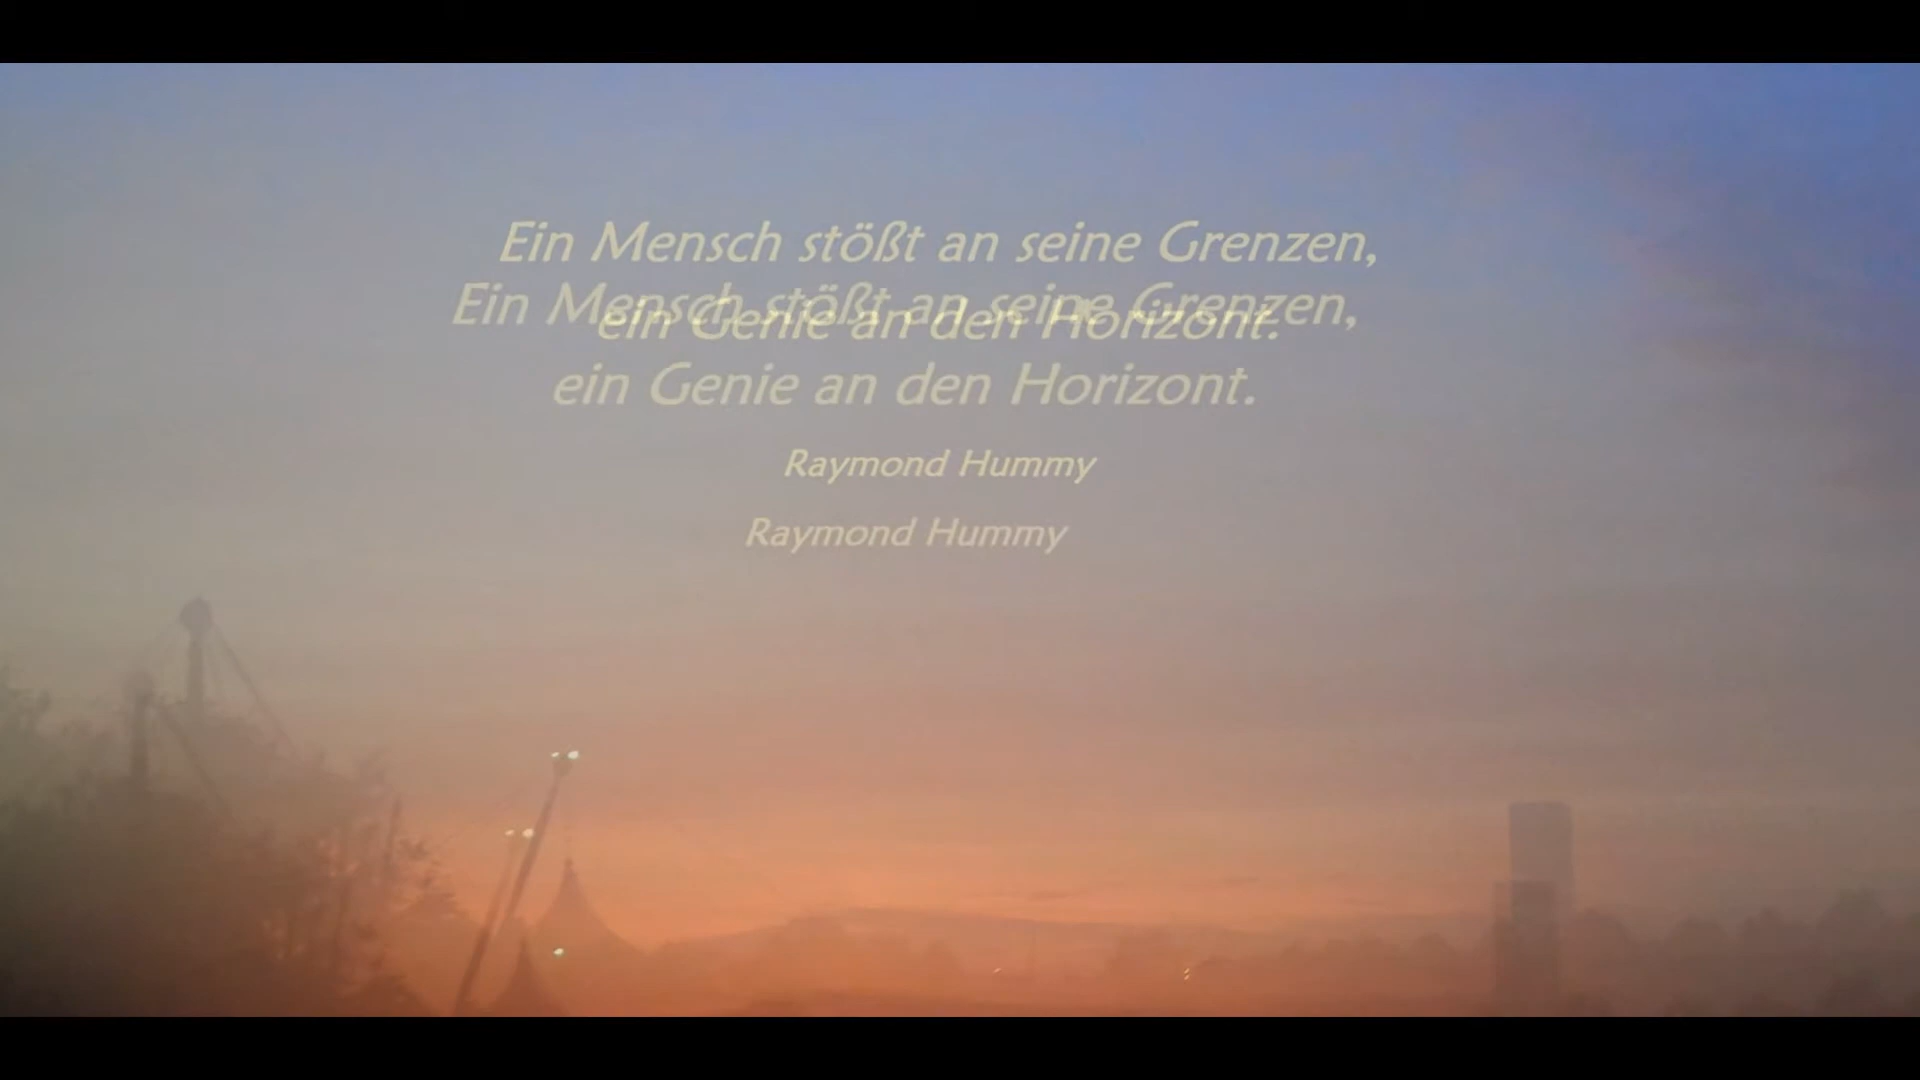 Ein Mensch stößt an seine Grenzen,
Ein Mensch stößt an seine Grenzen,
ein Genie an den Horizont.
ein Genie an den Horizont.
Raymond Hummy
Raymond Hummy